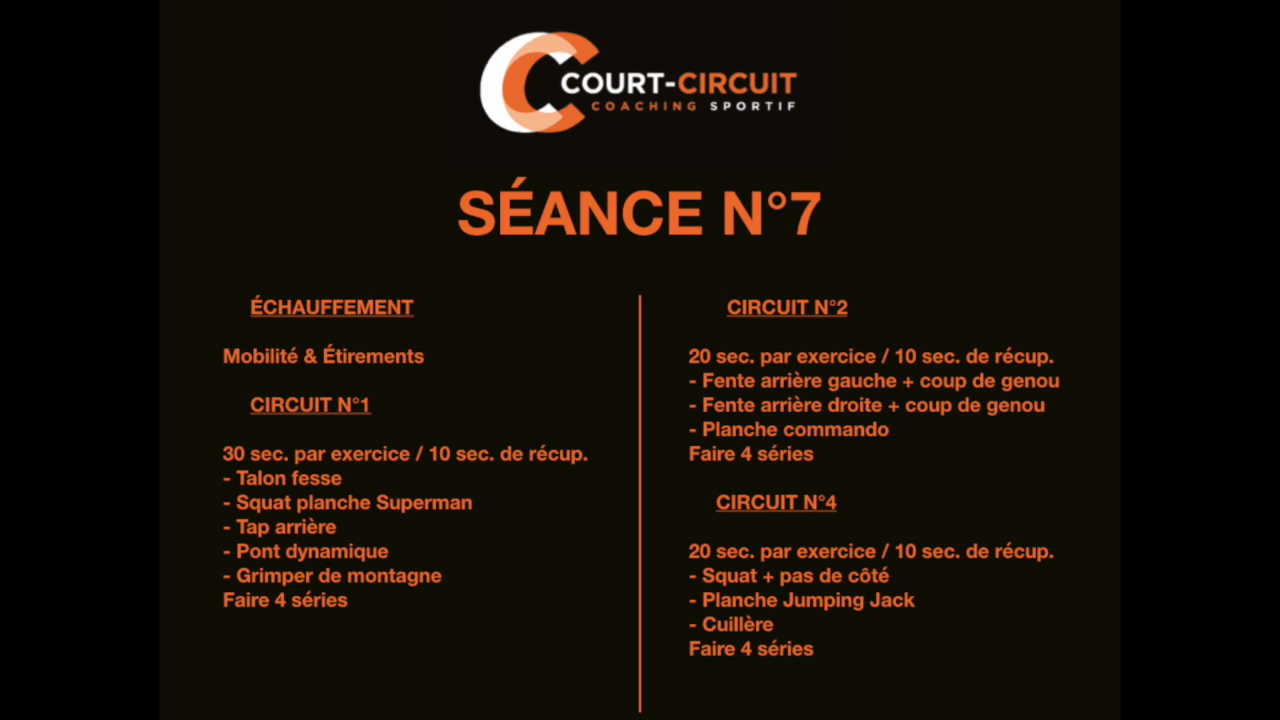 COURT-CIRCUIT
COACHING SPORTIF
SÉANCE N°7
ÉCHAUFFEMENT
Mobilité & Étirements
CIRCUIT N°1
30 sec. par exercice / 10 sec. de récup.
- Talon fesse
- Squat planche Superman
- Tap arrière
- Pont dynamique
- Grimper de montagne
Faire 4 séries
CIRCUIT N°2
20 sec. par exercice / 10 sec. de récup.
- Fente arrière gauche + coup de genou
- Fente arrière droite + coup de genou
- Planche commando
Faire 4 séries
CIRCUIT N°4
20 sec. par exercice / 10 sec. de récup.
- Squat + pas de côté
- Planche Jumping Jack
- Cuillère
Faire 4 séries